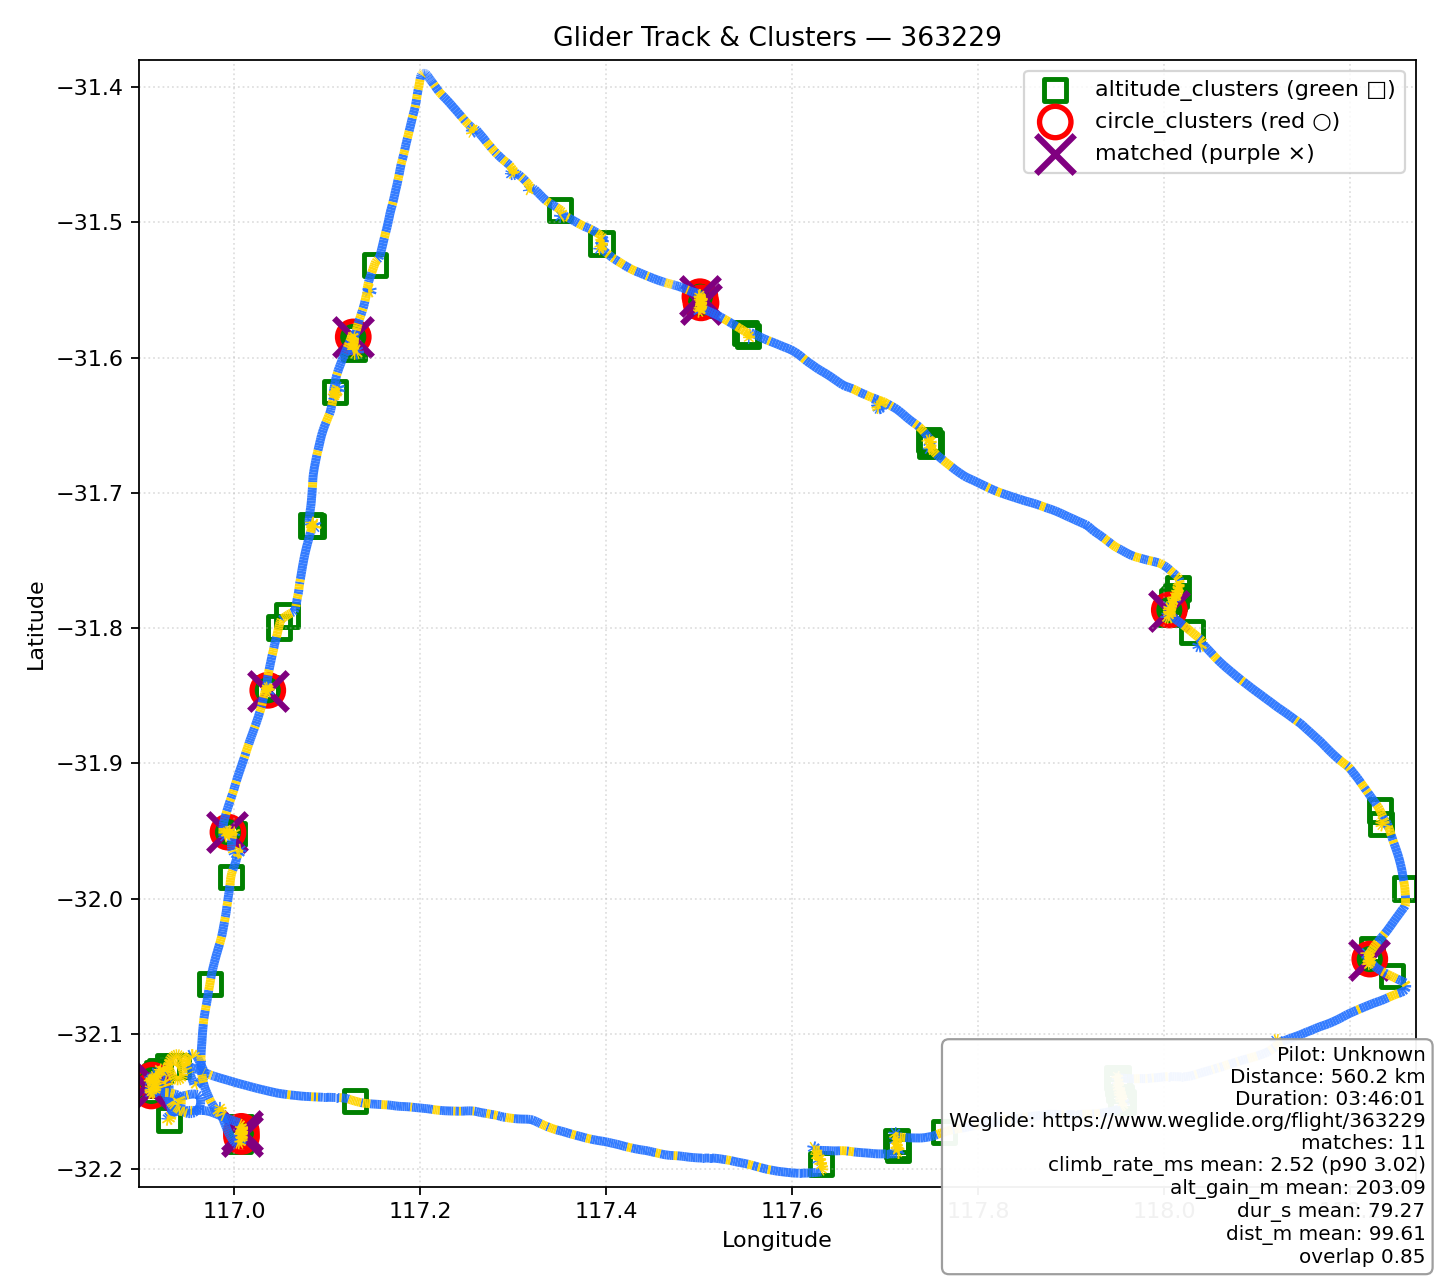 Glider Track & Clusters — 363229
altitude_clusters (green □)
circle_clusters (red ○)
matched (purple ×)
Latitude
−31.4
−31.5
−31.6
−31.7
−31.8
−31.9
−32.0
−32.1
−32.2
117.0
117.2
117.4
117.6
117.8
118.0
Longitude
Pilot: Unknown
Distance: 560.2 km
Duration: 03:46:01
Weglide: https://www.weglide.org/flight/363229
matches: 11
climb_rate_ms mean: 2.52 (p90 3.02)
alt_gain_m mean: 203.09
dur_s mean: 79.27
dist_m mean: 99.61
overlap 0.85